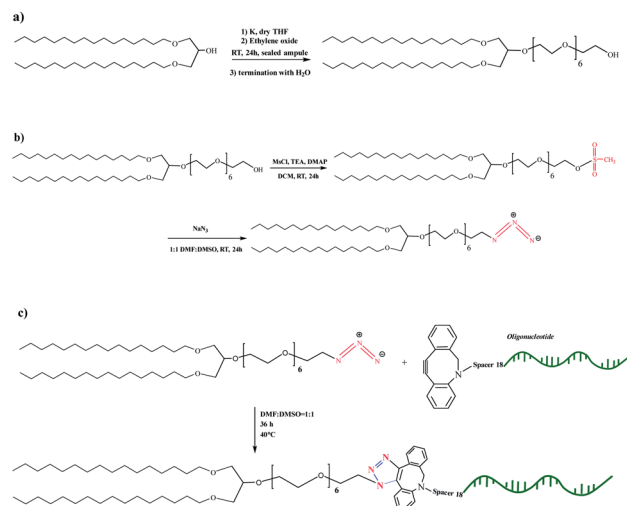 a)
1) K, dry THF
2) Ethylene oxide
RT, 24h, sealed ampule
3) termination with H2O
O
OH
O
O
O
O
6
OH
b)
O
O
O
O
6
OH
MsCl, TEA, DMAP
DCM, RT, 24h
O
O
O
O
6
O
S
O
O
CH3
NaN3
1:1 DMF:DMSO, RT, 24h
O
O
O
O
6
N
N
N
⊕
⊖
c)
O
O
O
O
6
N
N
N
⊕
⊖
+
N
Spacer 18
Oligonucleotide
DMF:DMSO=1:1
36 h
40°C
O
O
O
O
6
N
N
N
N
Spacer 18